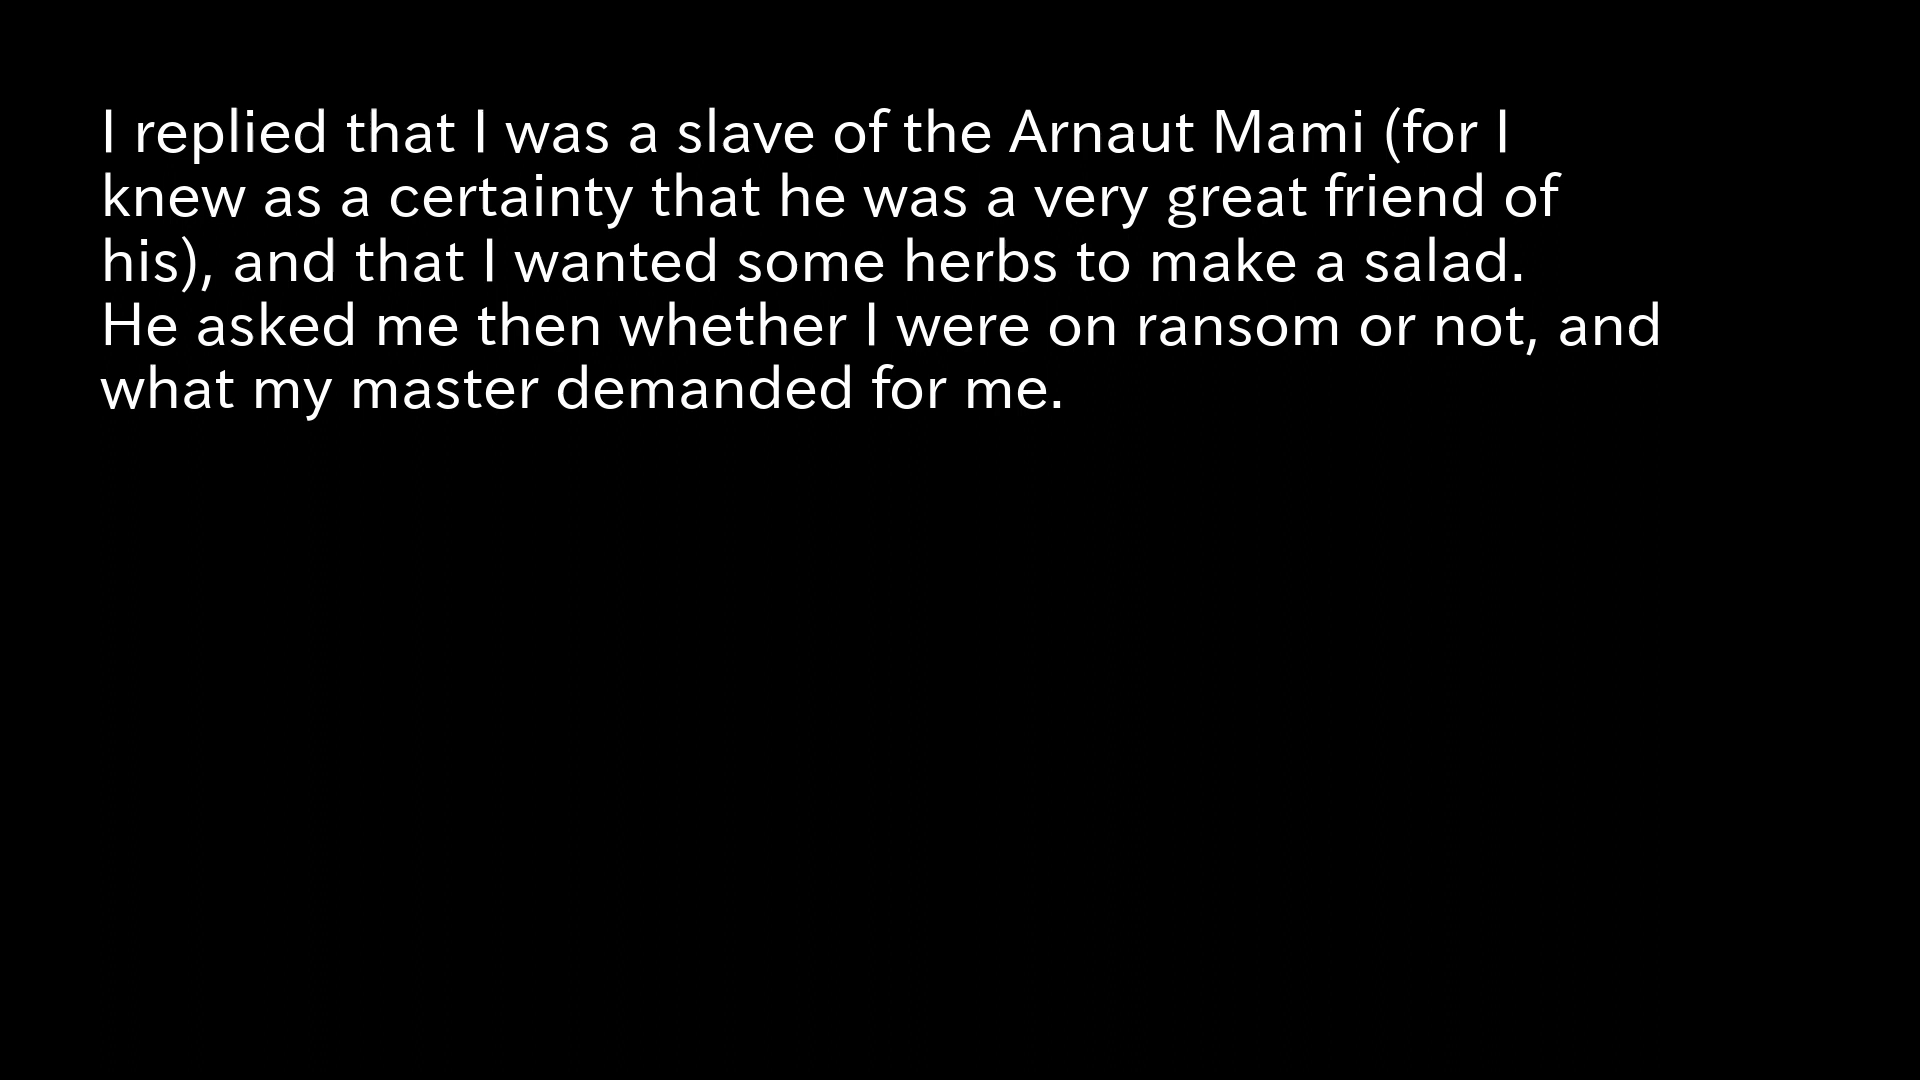 I replied that I was a slave of the Arnaut Mami (for I
knew as a certainty that he was a very great friend of
his), and that I wanted some herbs to make a salad.
He asked me then whether I were on ransom or not, and
what my master demanded for me.